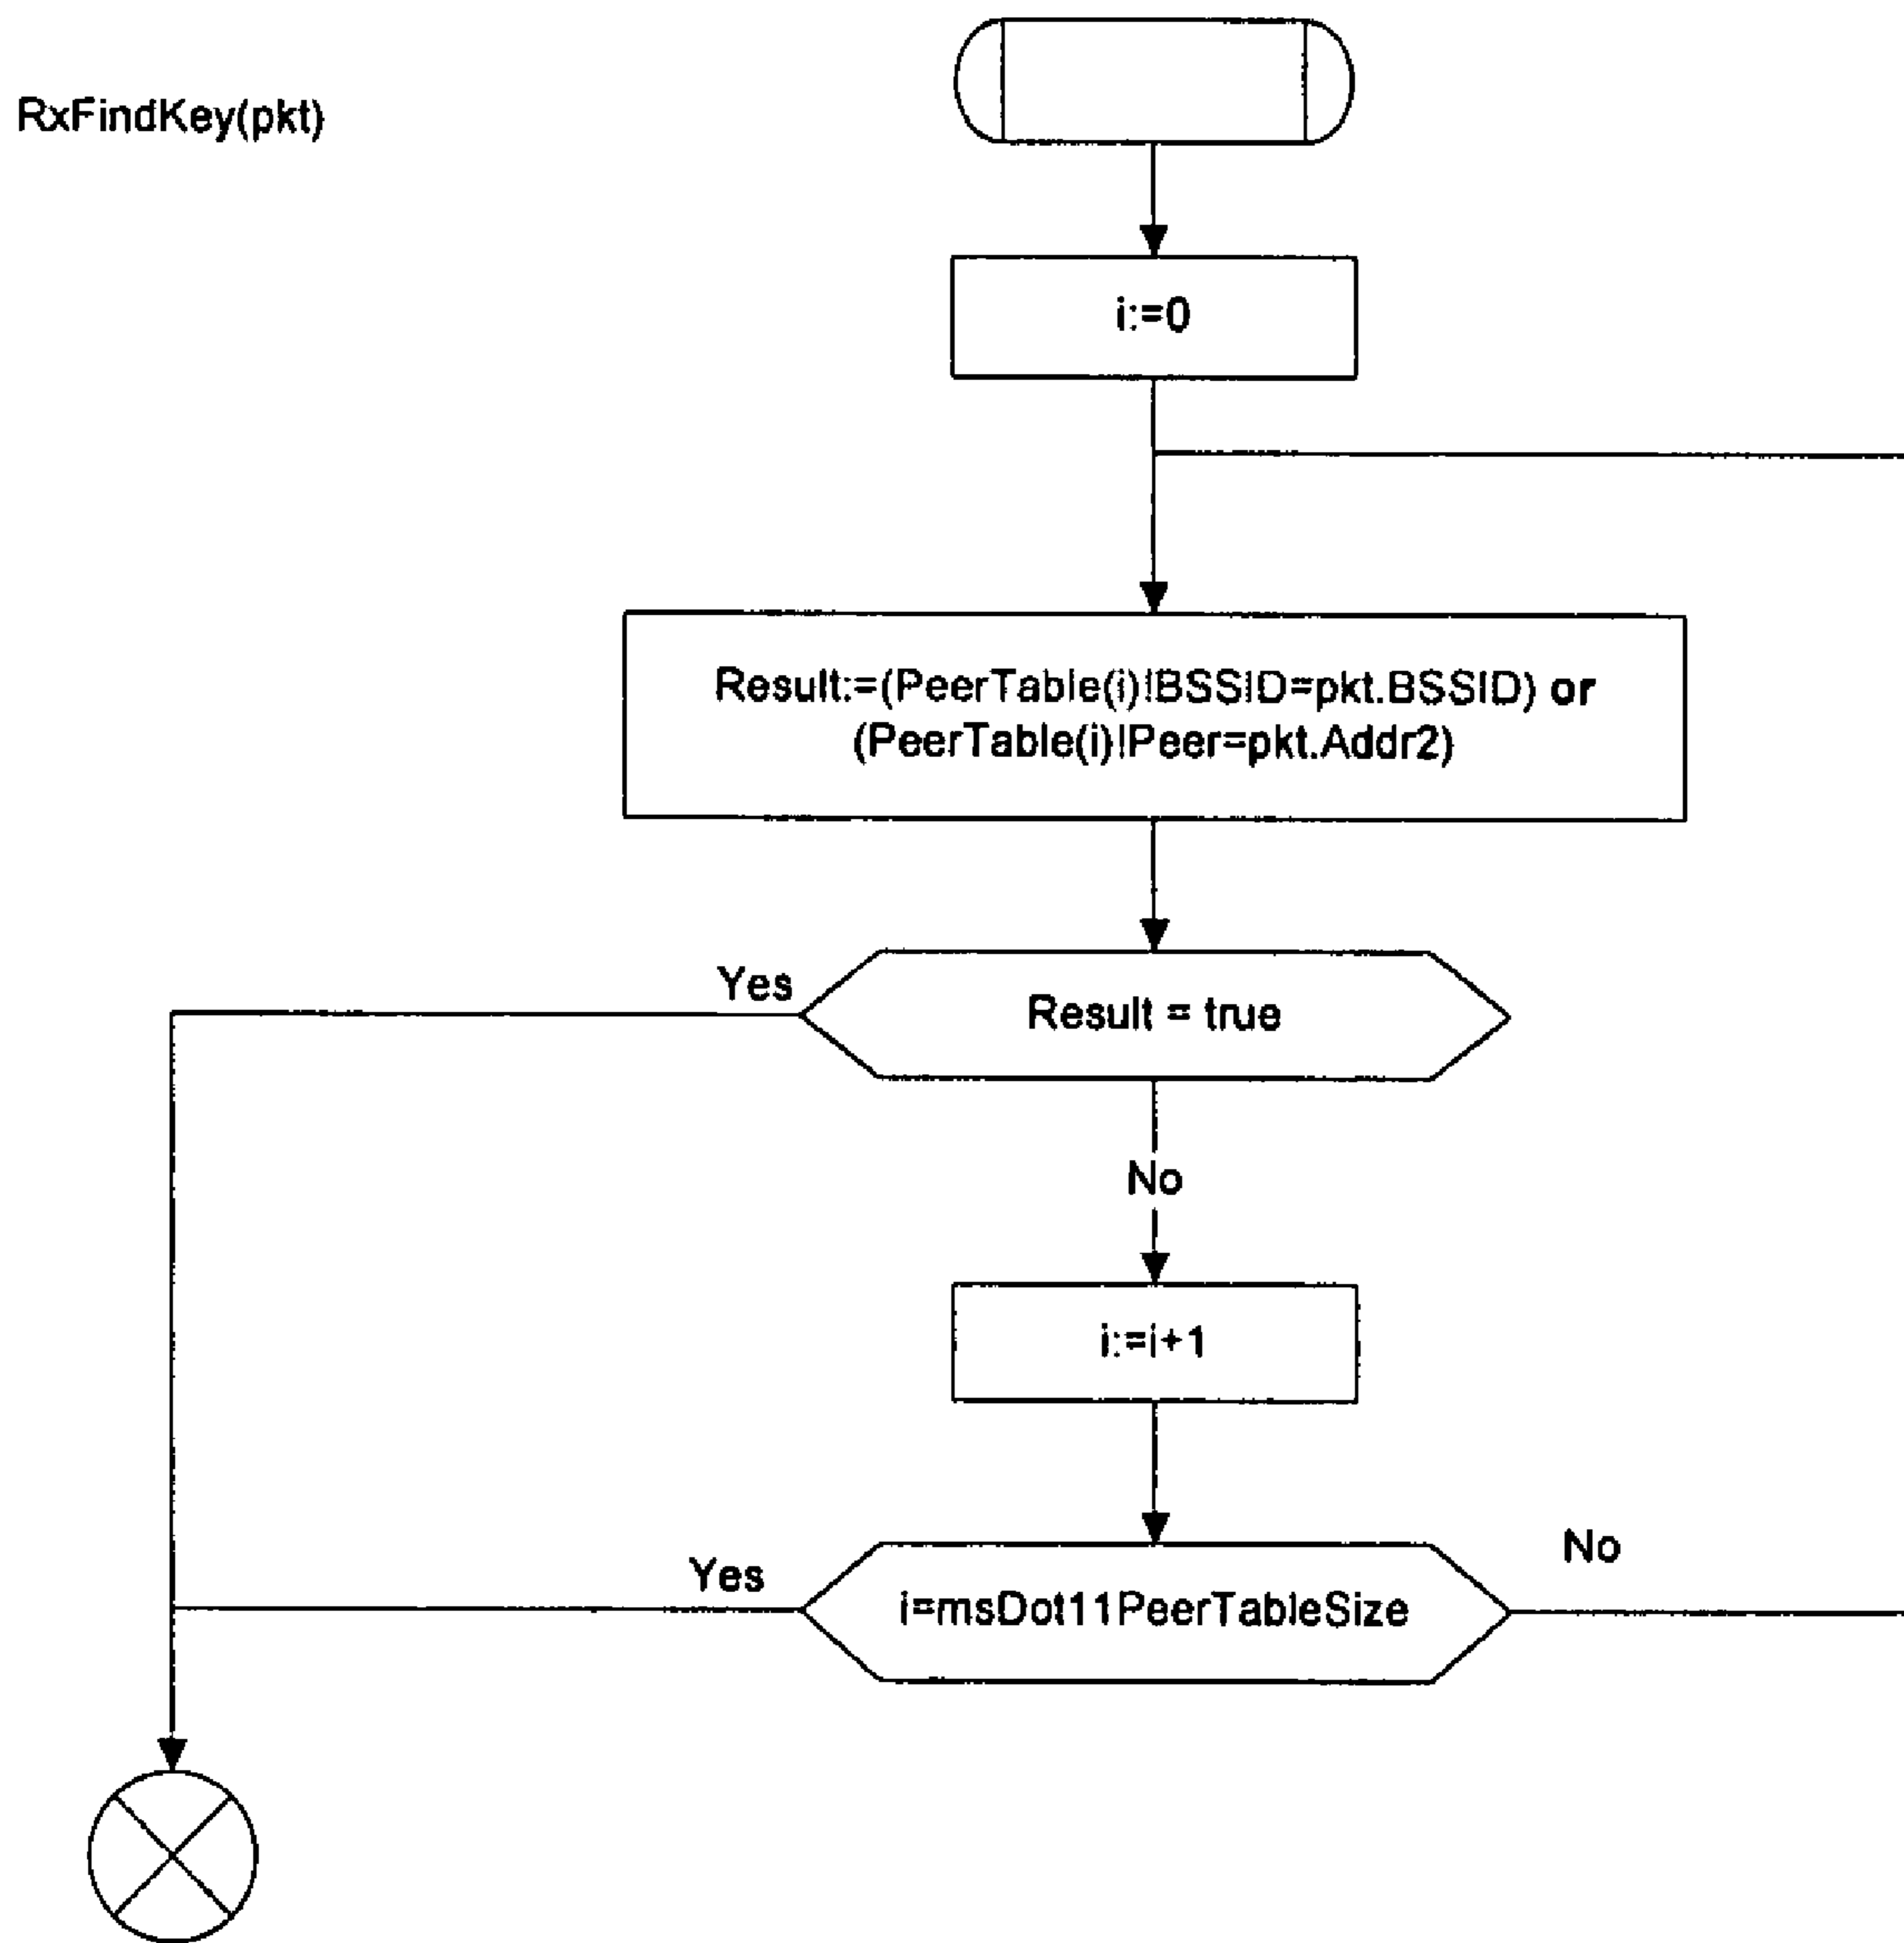 RxFindKey(pkt)
i:=0
Result:=(PeerTable(i)!BSSID=pkt.BSSID) or
(PeerTable(i)!Peer=pkt.Addr2)
Yes
Result = true
No
i:=i+1
Yes
i=msDot11PeerTableSize
No